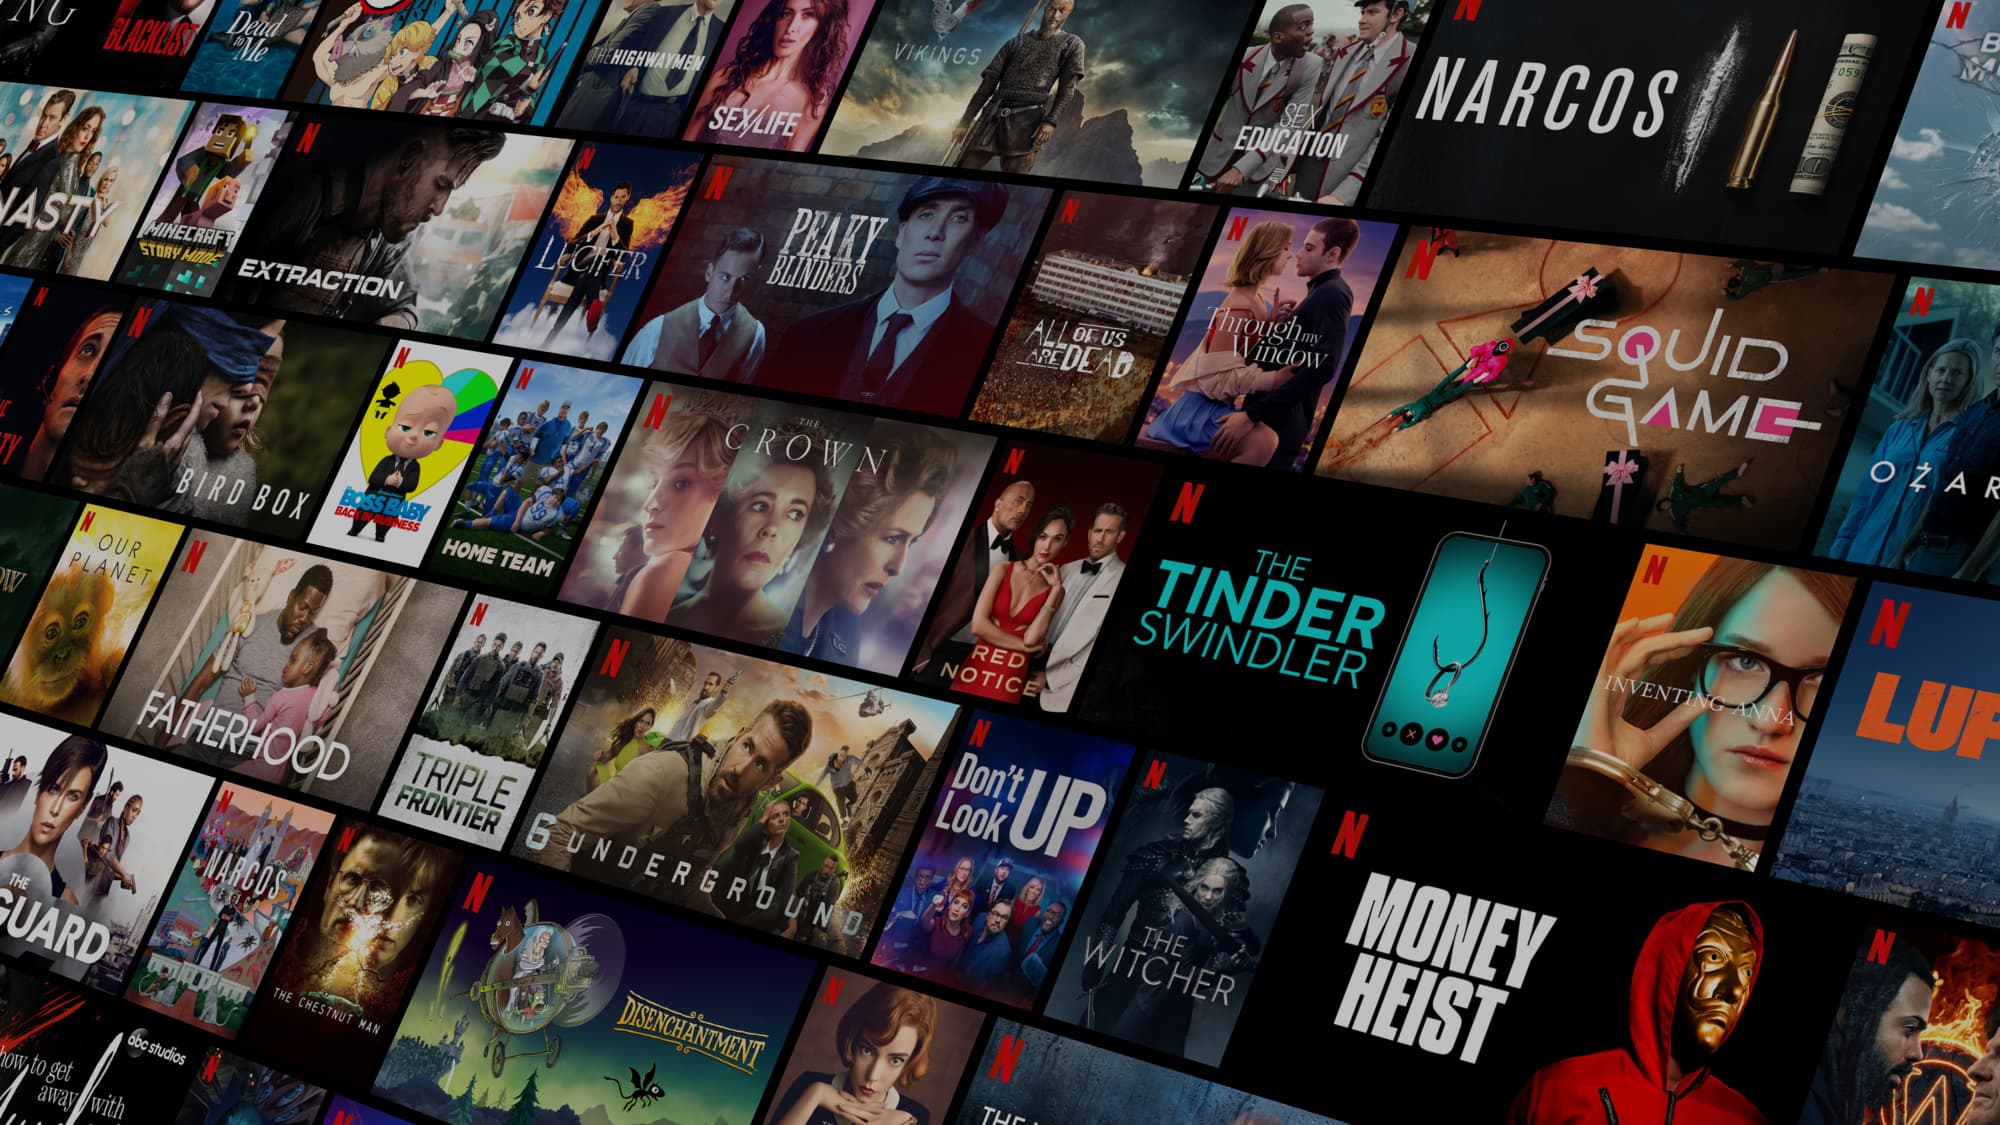 BLACKLIST
Dead
to
Me
THE HIGHWAYMEN
SEX/LIFE
VIKINGS
SEX
EDUCATION
N
NARCOS
N
NASTY
MINECRAFT
STORY MODE
N
EXTRACTION
N
LUCIFER
N
PEAKY
BLINDERS
N
ALL OF US
ARE DEAD
N
Through my
Window
N
SQUID
GAME
N
OZAR
N
N
BIRD BOX
N
THE
BOSS BABY
BACK IN BUSINESS
N
HOME TEAM
N
THE
CROWN
N
RED
NOTICE
N
THE
TINDER
SWINDLER
N
INVENTING ANNA
N
LUP
N
OUR
PLANET
N
FATHERHOOD
N
TRIPLE
FRONTIER
N
6 UNDERGROUND
N
Don't
Look UP
N
THE
WITCHER
N
MONEY
HEIST
N
THE
GUARD
N
NARCOS
MEXICO
N
THE CHESTNUT MAN
N
DISENCHANTMENT
N
N
abc studios
how to get
away with
N
N